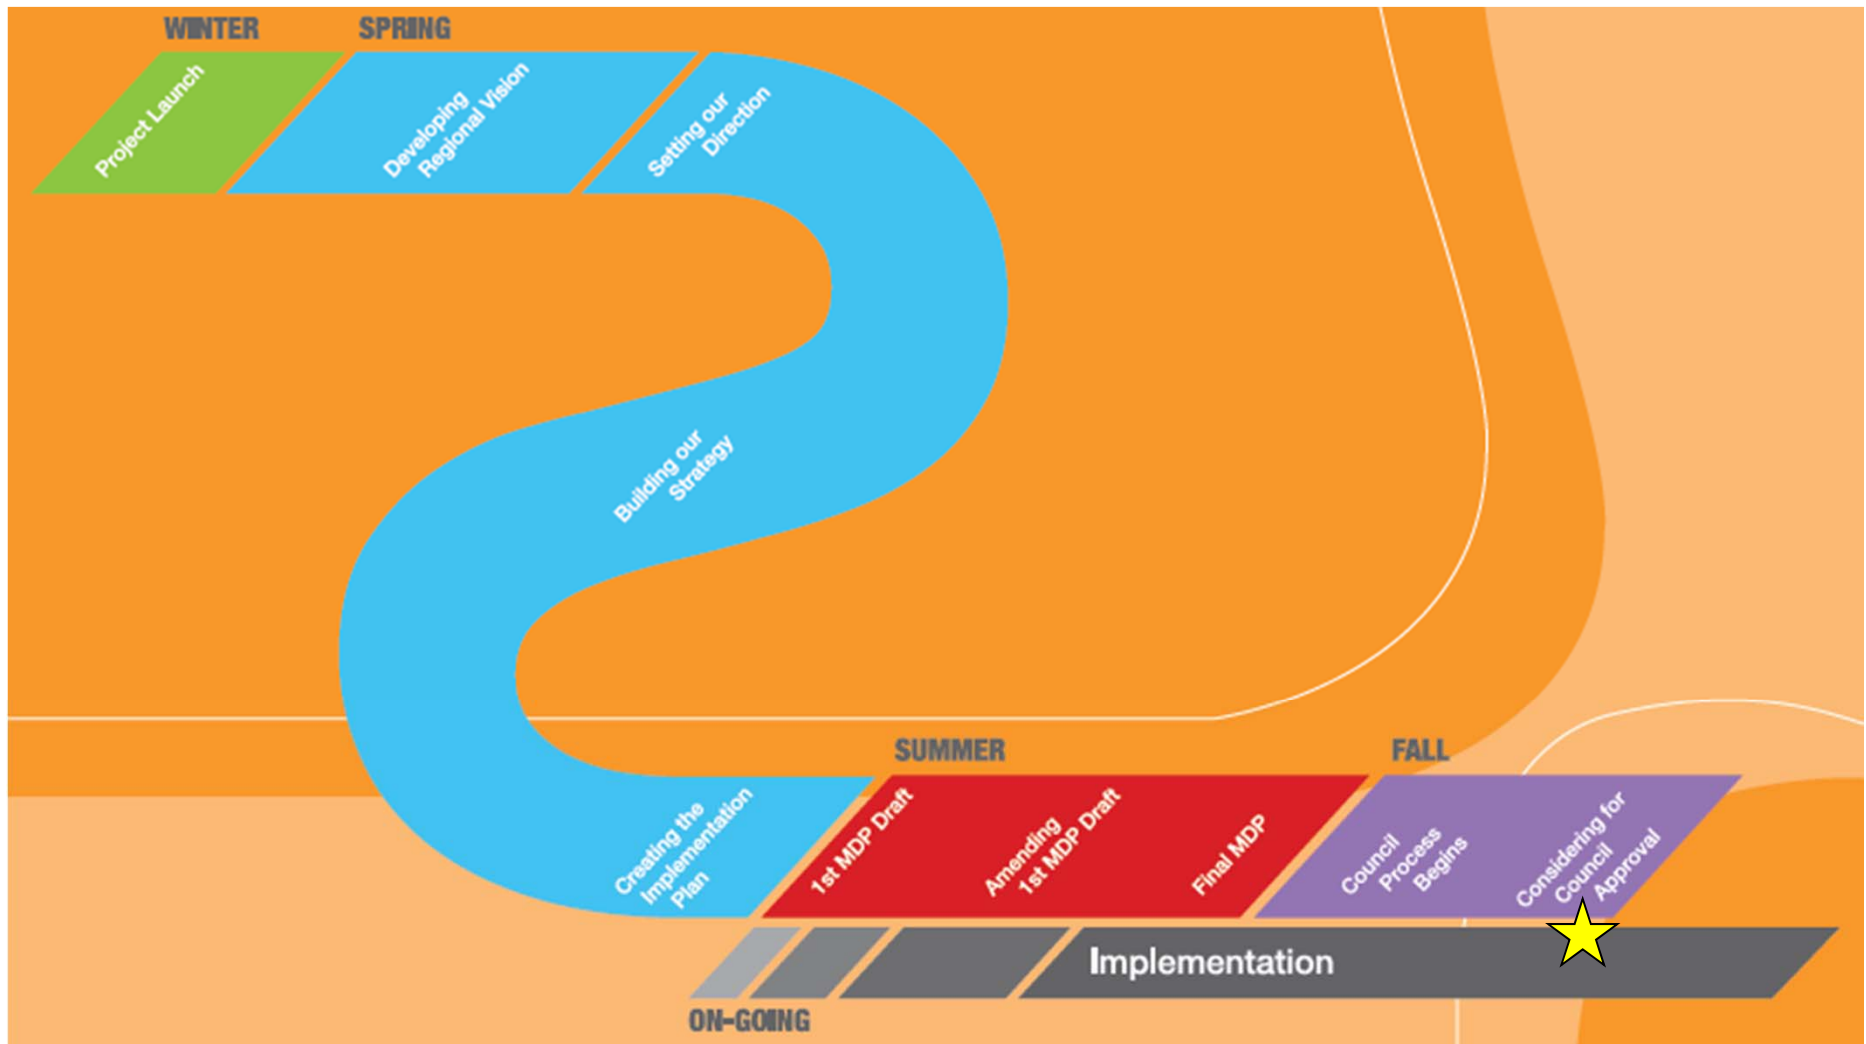 WINTER
SPRING
Project Launch
Developing
Regional Vision
Setting our
Direction
Building our
Strategy
Creating the
Implementation
Plan
SUMMER
FALL
1st MDP Draft
Amending
1st MDP Draft
Final MDP
Council
Process
Begins
Considering for
Council
Approval
Implementation
ON-GOING